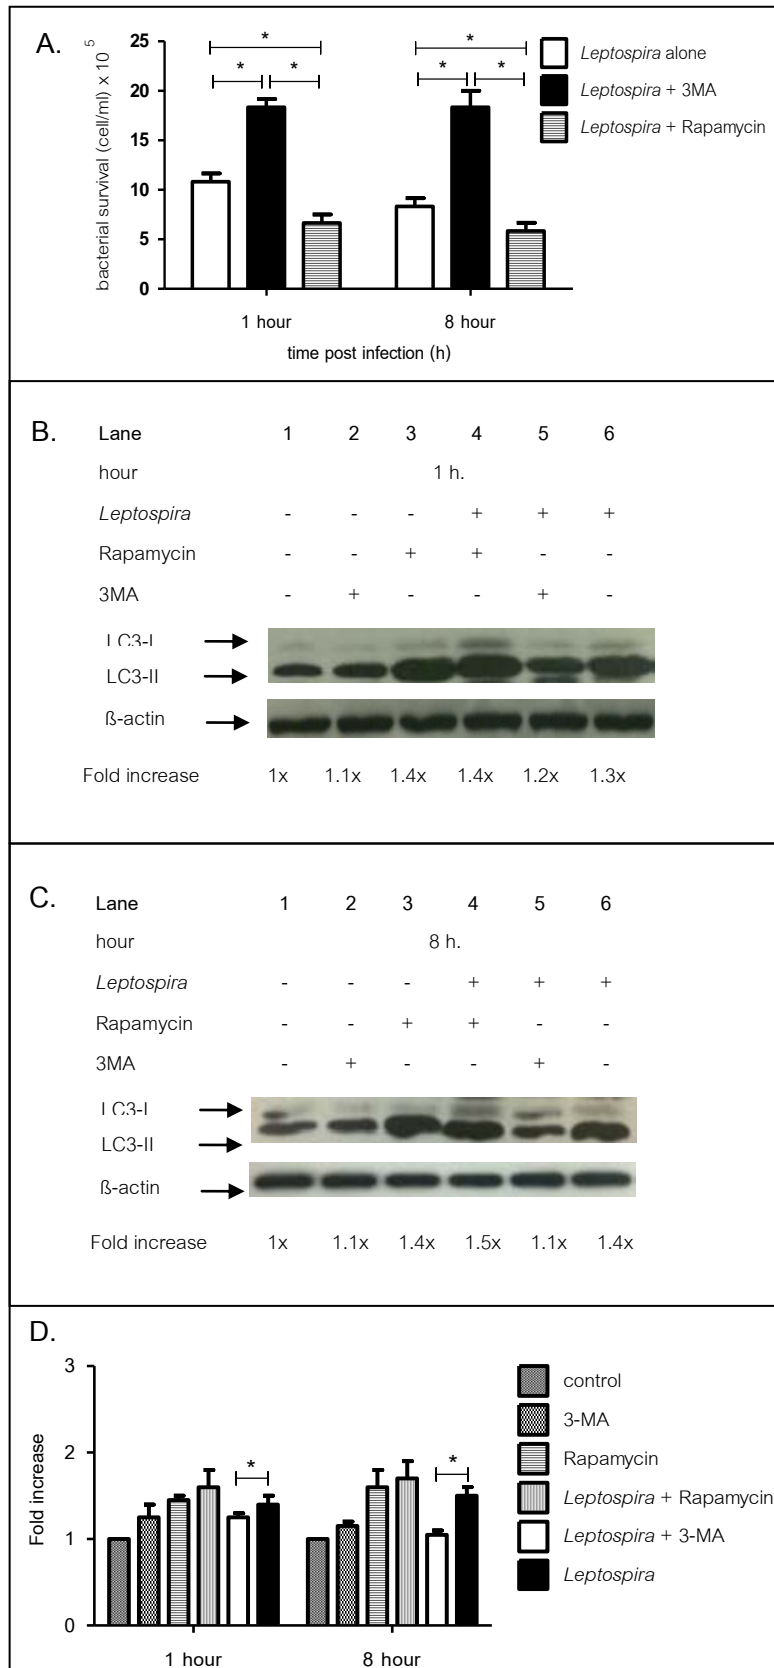 A.
bacterial survival (cell/ml) x 10 5
25
20
15
10
5
0
* * *
* * *
1 hour 8 hour
time post infection (h)
Leptospira alone
Leptospira + 3MA
Leptospira + Rapamycin
B.
Lane 1 2 3 4 5 6
hour 1 h.
Leptospira - - - + + +
Rapamycin - - + + - -
3MA - + - - + -
LC3-I
LC3-II
ß-actin
Fold increase 1x 1.1x 1.4x 1.4x 1.2x 1.3x
C.
Lane 1 2 3 4 5 6
hour 8 h.
Leptospira - - - + + +
Rapamycin - - + + - -
3MA - + - - + -
LC3-I
LC3-II
ß-actin
Fold increase 1x 1.1x 1.4x 1.5x 1.1x 1.4x
D.
Fold increase
3
2
1
0
* *
1 hour 8 hour
control
3-MA
Rapamycin
Leptospira + Rapamycin
Leptospira + 3-MA
Leptospira